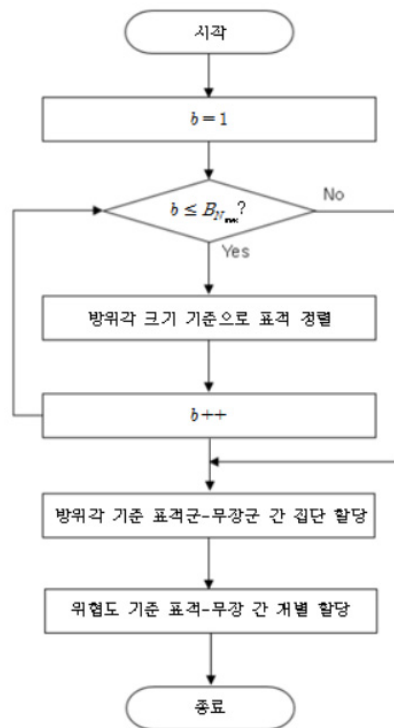 시작
b = 1
b ≤ B_{N_{max}}?
No
Yes
방위각 크기 기준으로 표적 정렬
b++
방위각 기준 표적군-무장군 간 집단 할당
위협도 기준 표적-무장 간 개별 할당
종료